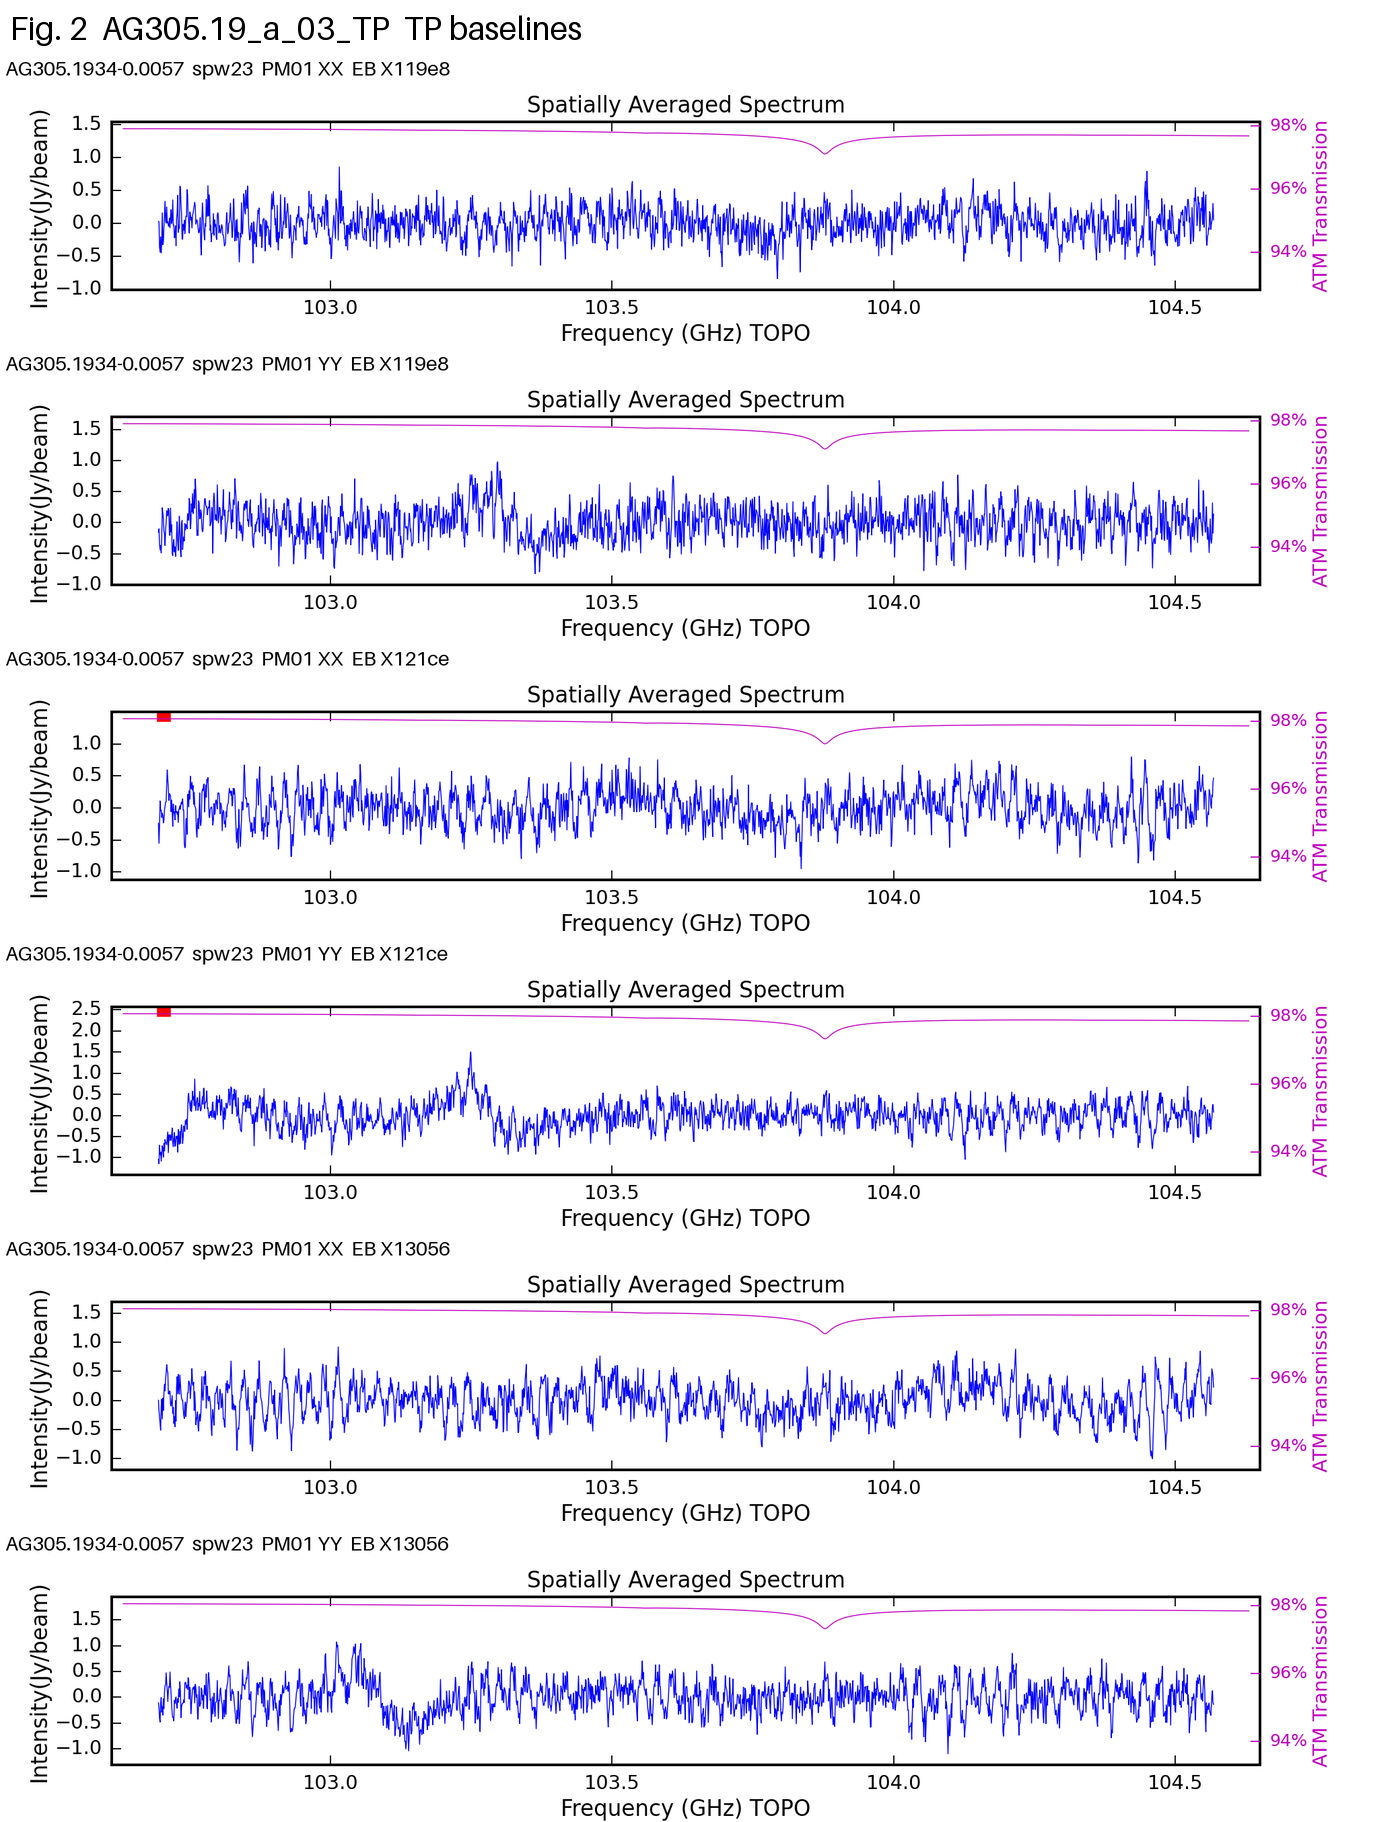 Fig. 2 AG305.19_a_03_TP TP baselines
AG305.1934-0.0057 spw23 PM01 XX EB X119e8
Spatially Averaged Spectrum
Intensity(Jy/beam)
1.5
1.0
0.5
0.0
−0.5
−1.0
98%
96%
94%
ATM Transmission
103.0 103.5 104.0 104.5
Frequency (GHz) TOPO
AG305.1934-0.0057 spw23 PM01 YY EB X119e8
Spatially Averaged Spectrum
Intensity(Jy/beam)
1.5
1.0
0.5
0.0
−0.5
−1.0
98%
96%
94%
ATM Transmission
103.0 103.5 104.0 104.5
Frequency (GHz) TOPO
AG305.1934-0.0057 spw23 PM01 XX EB X121ce
Spatially Averaged Spectrum
Intensity(Jy/beam)
1.0
0.5
0.0
−0.5
−1.0
98%
96%
94%
ATM Transmission
103.0 103.5 104.0 104.5
Frequency (GHz) TOPO
AG305.1934-0.0057 spw23 PM01 YY EB X121ce
Spatially Averaged Spectrum
Intensity(Jy/beam)
2.5
2.0
1.5
1.0
0.5
0.0
−0.5
−1.0
98%
96%
94%
ATM Transmission
103.0 103.5 104.0 104.5
Frequency (GHz) TOPO
AG305.1934-0.0057 spw23 PM01 XX EB X13056
Spatially Averaged Spectrum
Intensity(Jy/beam)
1.5
1.0
0.5
0.0
−0.5
−1.0
98%
96%
94%
ATM Transmission
103.0 103.5 104.0 104.5
Frequency (GHz) TOPO
AG305.1934-0.0057 spw23 PM01 YY EB X13056
Spatially Averaged Spectrum
Intensity(Jy/beam)
1.5
1.0
0.5
0.0
−0.5
−1.0
98%
96%
94%
ATM Transmission
103.0 103.5 104.0 104.5
Frequency (GHz) TOPO